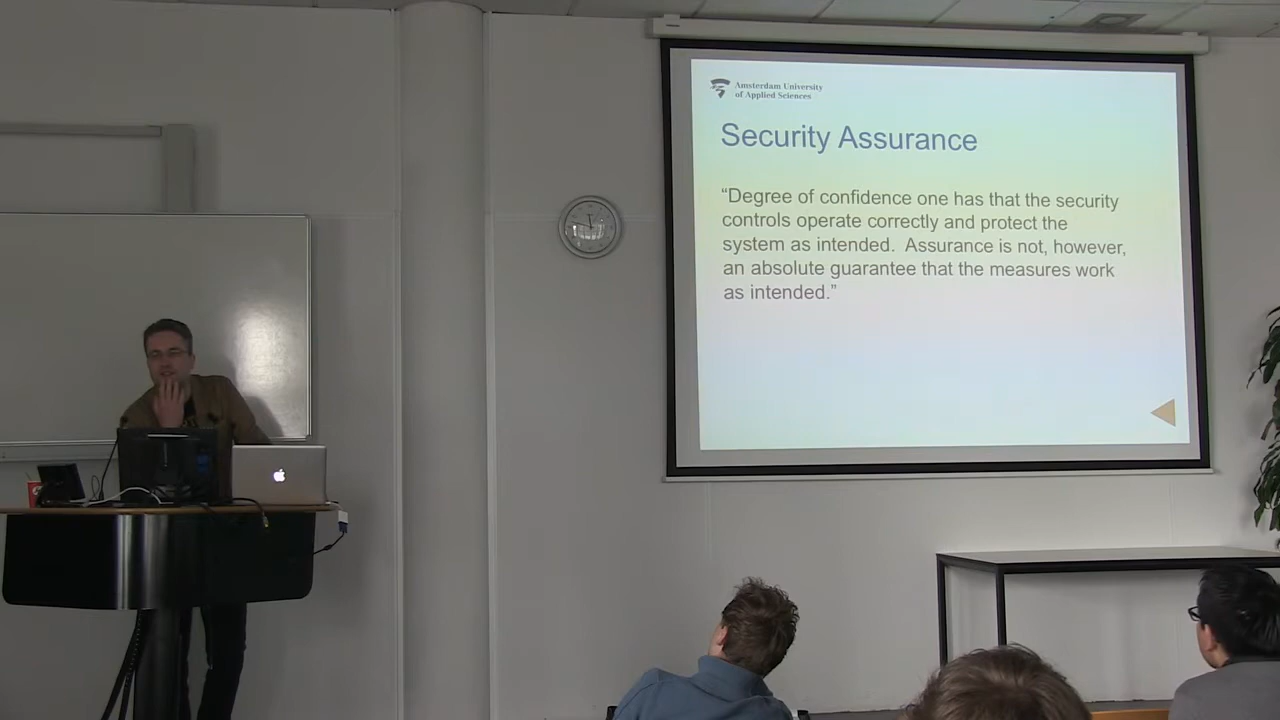 Amsterdam University
of Applied Sciences
Security Assurance
“Degree of confidence one has that the security
controls operate correctly and protect the
system as intended.  Assurance is not, however,
an absolute guarantee that the measures work
as intended.”